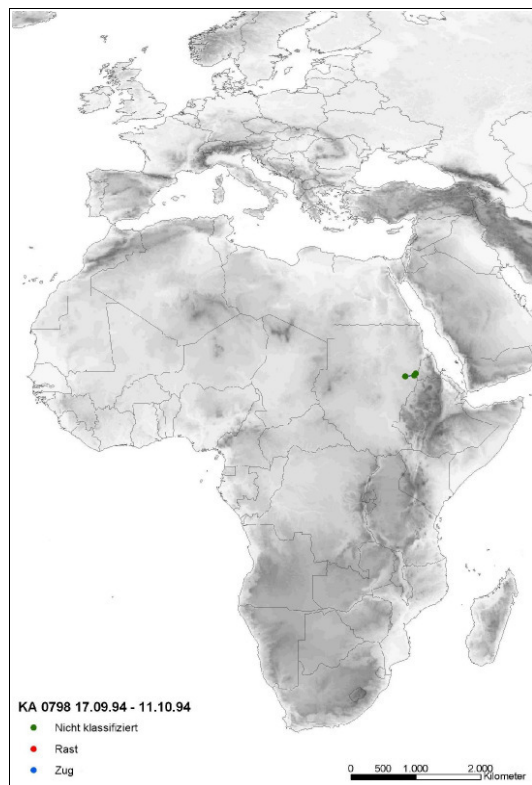 KA 0798 17.09.94 - 11.10.94
Nicht klassifiziert
Rast
Zug
0 500 1.000 2.000
Kilometer